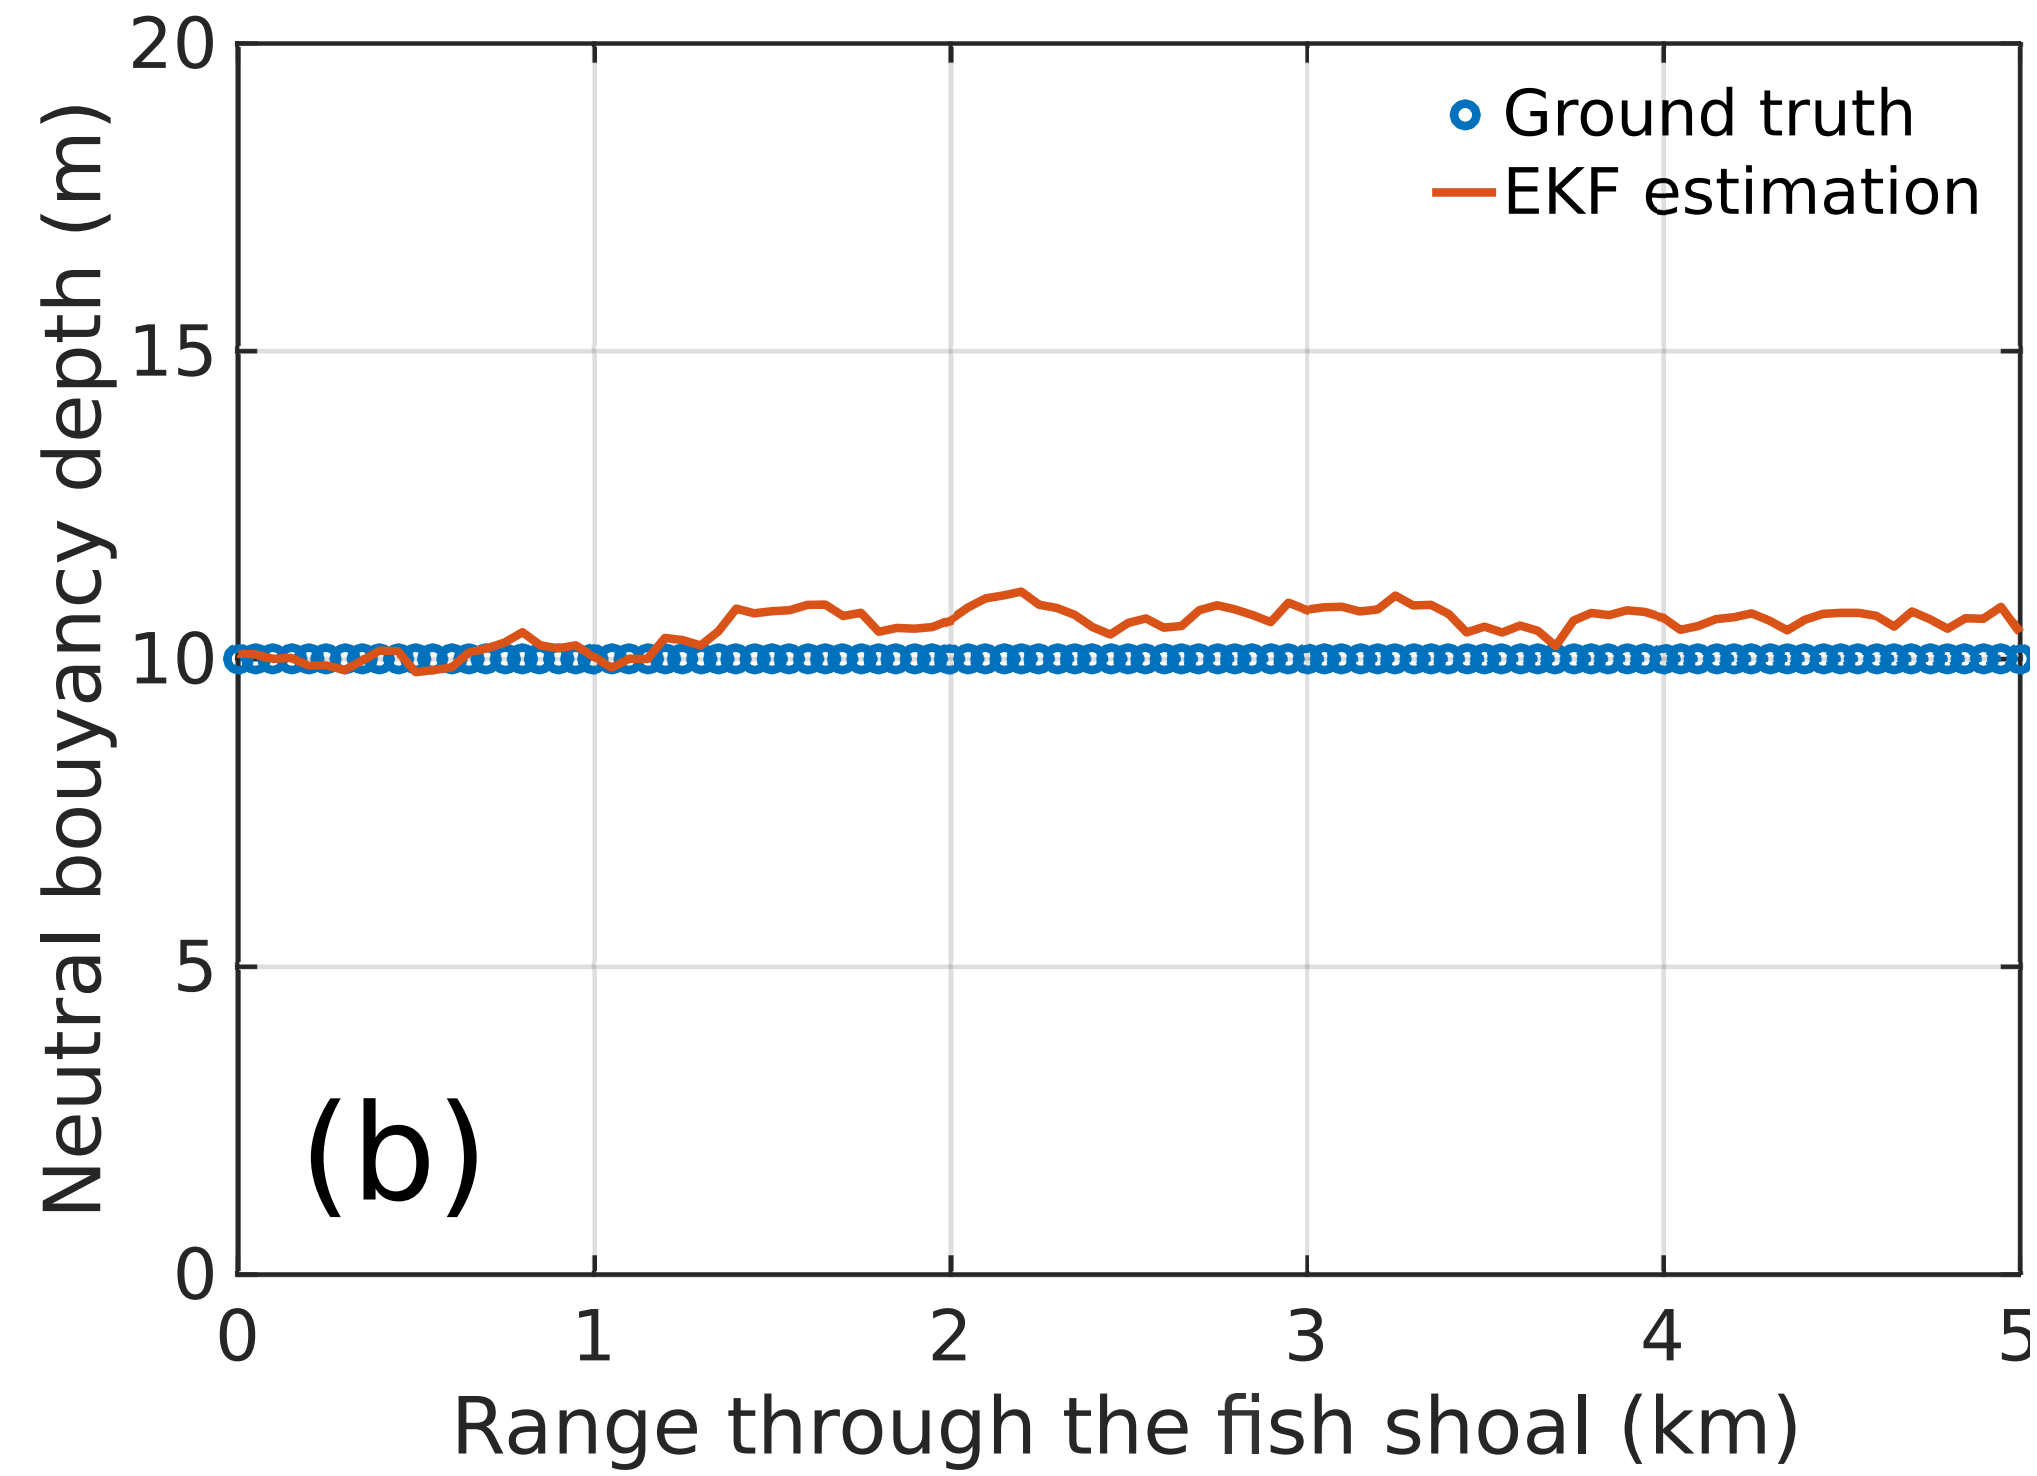 20
15
10
5
0
Neutral bouyancy depth (m)
Ground truth
EKF estimation
(b)
0 1 2 3 4 5
Range through the fish shoal (km)